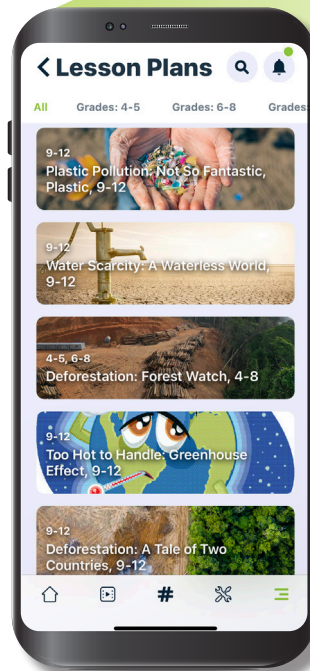 Lesson Plans
All Grades: 4-5 Grades: 6-8 Grades:
9-12
Plastic Pollution: Not So Fantastic,
Plastic, 9-12
9-12
Water Scarcity: A Waterless World,
9-12
4-5, 6-8
Deforestation: Forest Watch, 4-8
9-12
Too Hot to Handle: Greenhouse
Effect, 9-12
9-12
Deforestation: A Tale of Two
Countries, 9-12
#